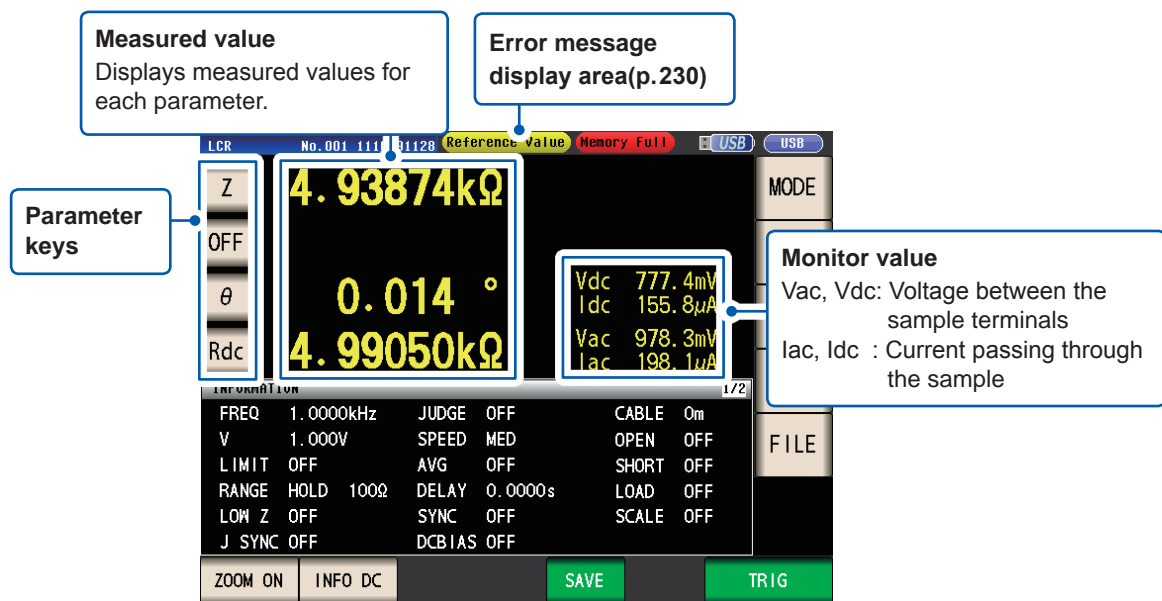 Measured value
Displays measured values for
each parameter.
Error message
display area(p.230)
Parameter
keys
Monitor value
Vac, Vdc: Voltage between the
sample terminals
Iac, Idc : Current passing through
the sample
LCR No.001 Reference Value Memory Full USB USB
Z
OFF
θ
Rdc
4.93874kΩ
0.014 °
4.99050kΩ
Vdc 777.4mV
Idc 155.8μA
Vac 978.3mV
Iac 198.1μA
MODE
FILE
INFORMATION 1/2
FREQ 1.0000kHz JUDGE OFF CABLE 0m
V 1.000V SPEED MED OPEN OFF
LIMIT OFF AVG OFF SHORT OFF
RANGE HOLD 100Ω DELAY 0.0000s LOAD OFF
LOW Z OFF SYNC OFF SCALE OFF
J SYNC OFF DCBIAS OFF
ZOOM ON INFO DC SAVE TRIG